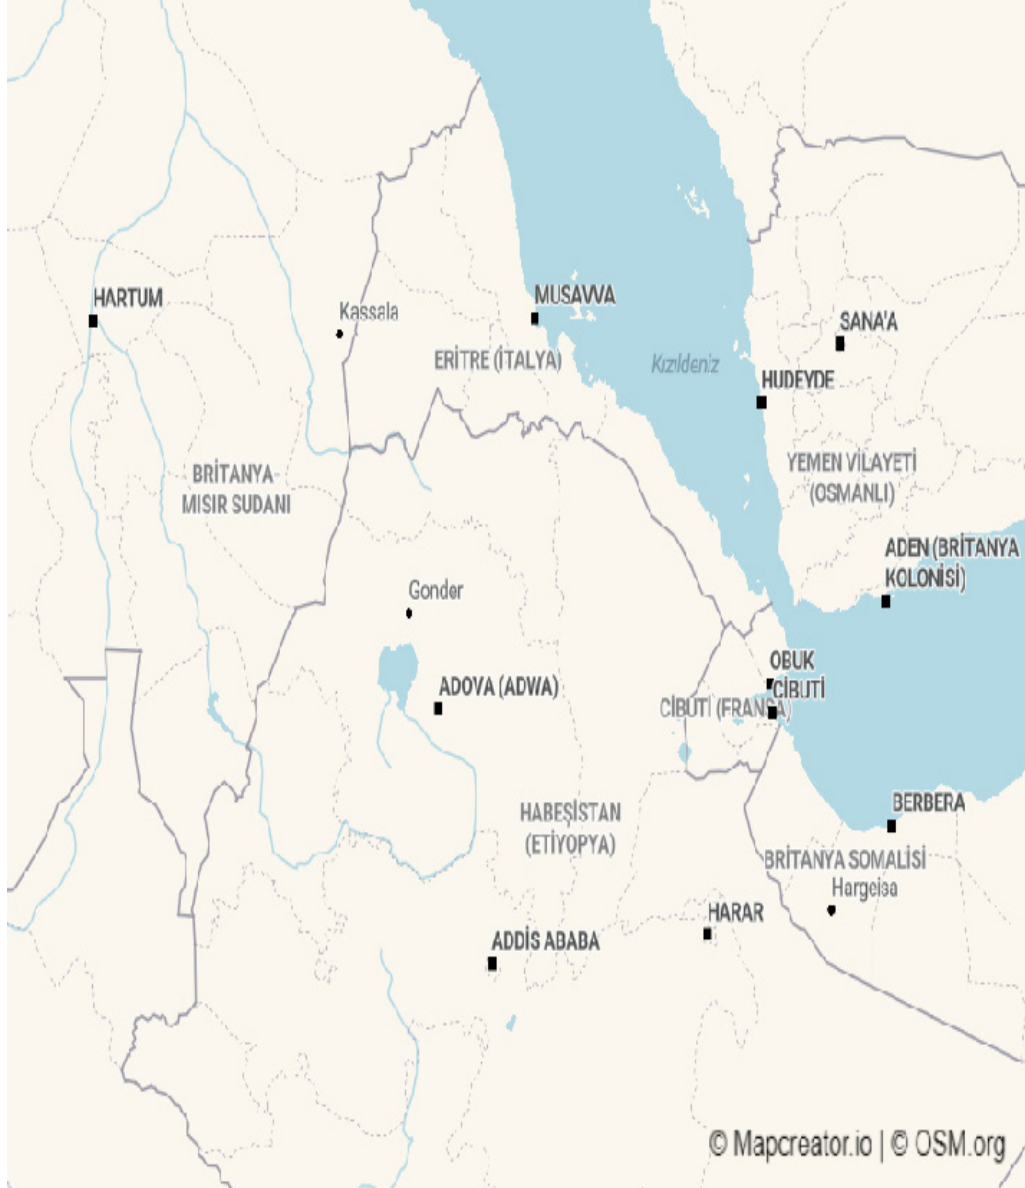 HARTUM
Kassala
MUSAVVA
ERİTRE (İTALYA)
Kızıldeniz
SANA'A
HUDEYDE
BRİTANYA-
MISIR SUDANI
YEMEN VİLAYETİ
(OSMANLI)
ADEN (BRİTANYA
KOLONİSİ)
Gonder
OBUK
CİBUTİ
ADOVA (ADWA)
CİBUTİ (FRANSA)
HABEŞİSTAN
(ETİYOPYA)
BERBERA
BRİTANYA SOMALİSİ
Hargeisa
HARAR
ADDİS ABABA
© Mapcreator.io | © OSM.org